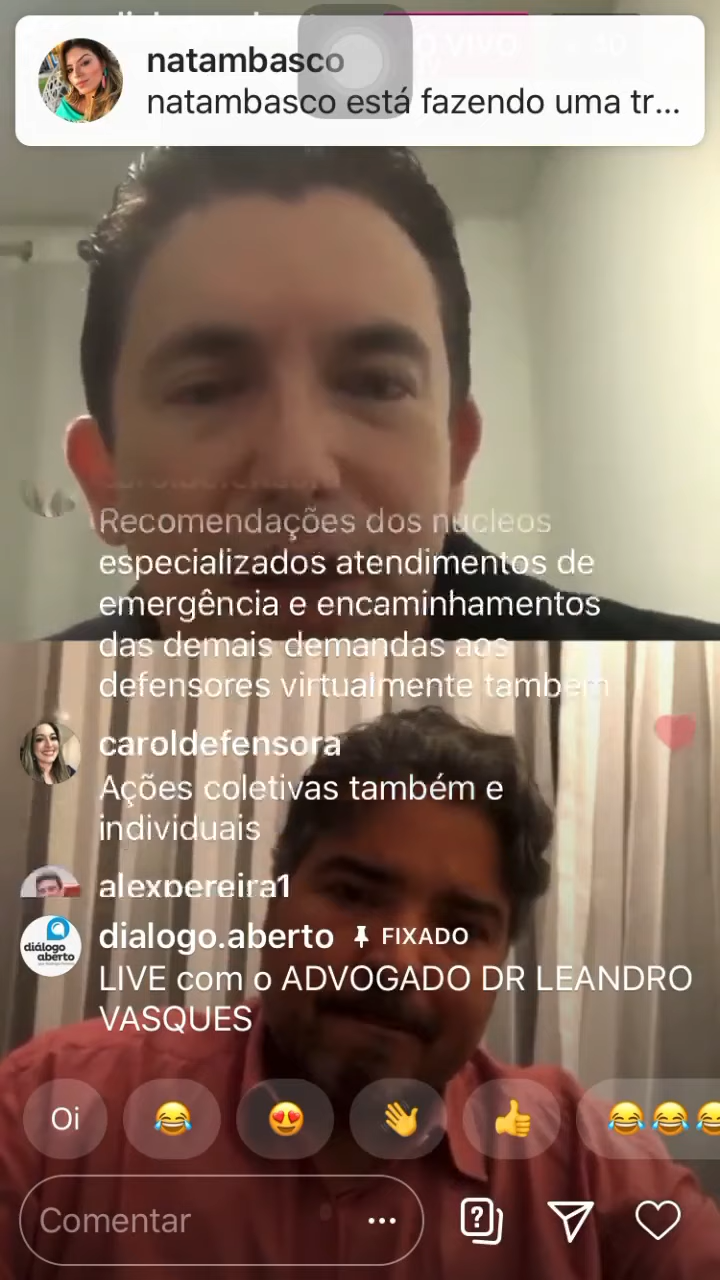 natambasco
natambasco está fazendo uma tr...
Recomendações dos nucleos
especializados atendimentos de
emergência e encaminhamentos
das demais demandas aos
defensores virtualmente tambem
caroldefensora
Ações coletivas também e
individuais
alexpereira1
diálogo
aberto
dialogo.aberto FIXADO
LIVE com o ADVOGADO DR LEANDRO
VASQUES
Oi
Comentar